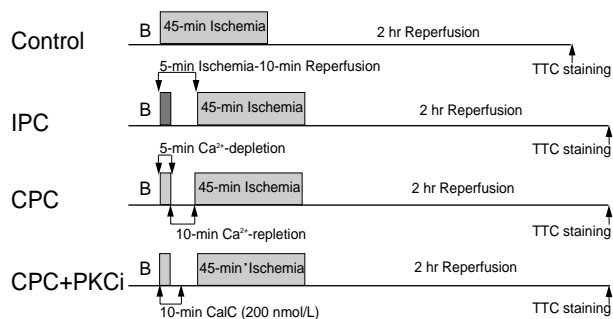 Control B 45-min Ischemia 2 hr Reperfusion
TTC staining
5-min Ischemia-10-min Reperfusion
IPC B 45-min Ischemia 2 hr Reperfusion
TTC staining
5-min Ca²⁺-depletion
CPC B 45-min Ischemia 2 hr Reperfusion
TTC staining
10-min Ca²⁺-repletion
CPC+PKCi B 45-min Ischemia 2 hr Reperfusion
TTC staining
10-min CalC (200 nmol/L)